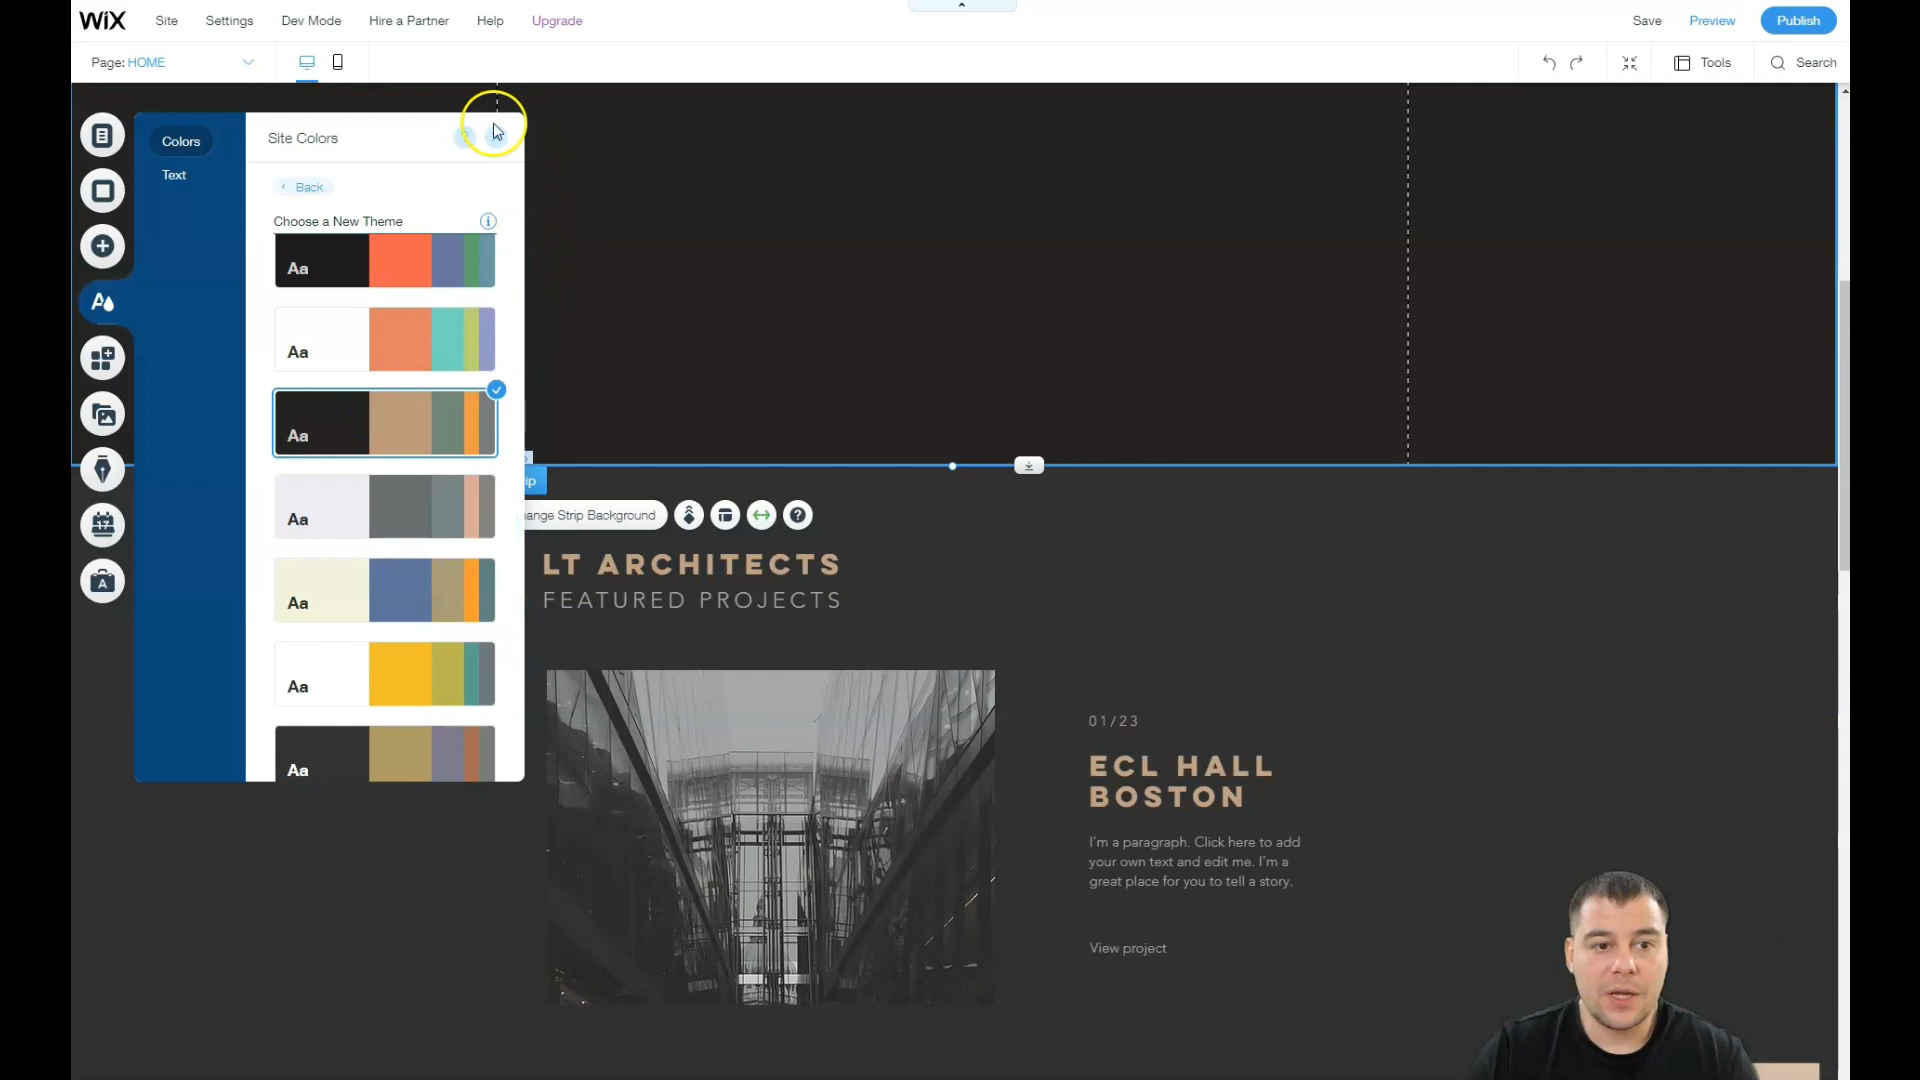 WiX Site Settings Dev Mode Hire a Partner Help Upgrade Save Preview Publish
Page: HOME Tools Search
Colors
Text
Site Colors
Back
Choose a New Theme
Aa
Aa
Aa
Aa
Aa
Aa
Aa
ange Strip Background
LT ARCHITECTS
FEATURED PROJECTS
01/23
ECL HALL
BOSTON
I'm a paragraph. Click here to add
your own text and edit me. I'm a
great place for you to tell a story.
View project